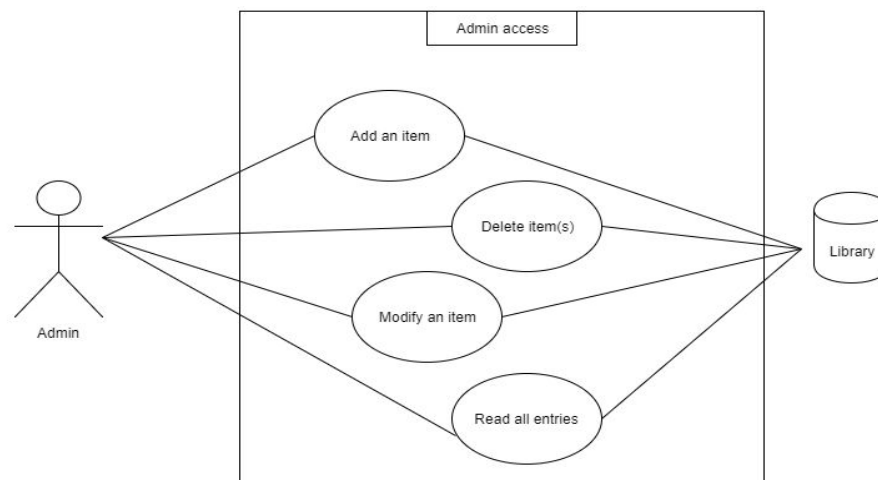 Admin access
Add an item
Delete item(s)
Library
Modify an item
Admin
Read all entries